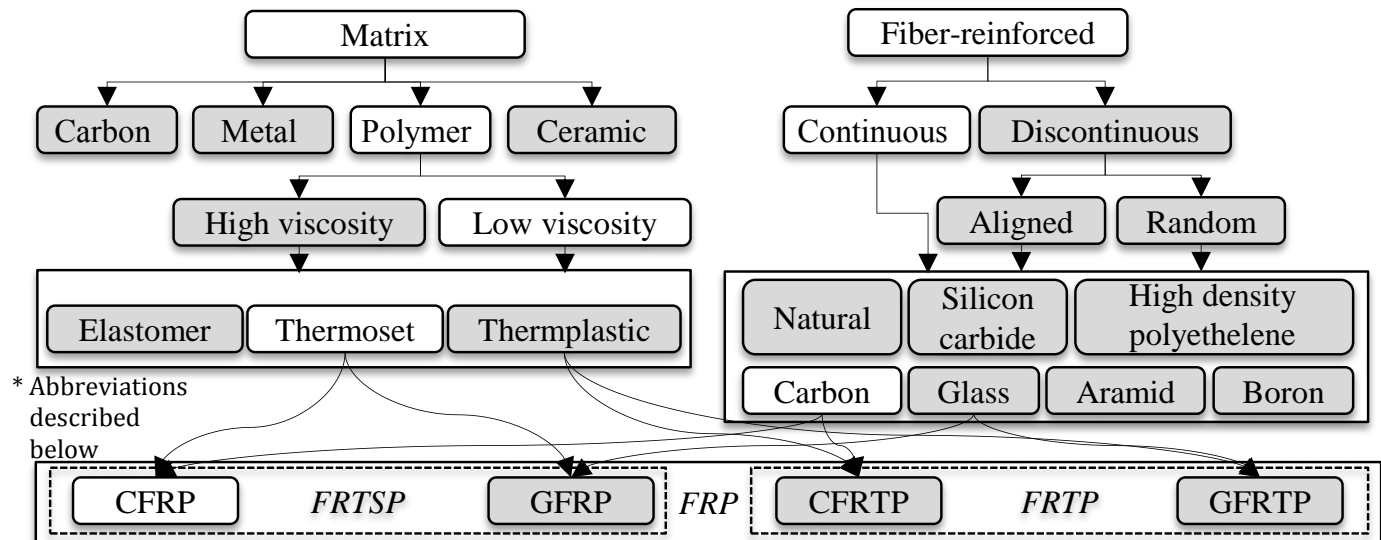 Matrix
Fiber-reinforced
Carbon
Metal
Polymer
Ceramic
Continuous
Discontinuous
High viscosity
Low viscosity
Aligned
Random
Elastomer
Thermoset
Thermplastic
Natural
Silicon
carbide
High density
polyethelene
Carbon
Glass
Aramid
Boron
* Abbreviations
described
below
CFRP
FRTSP
GFRP
FRP
CFRTP
FRTP
GFRTP